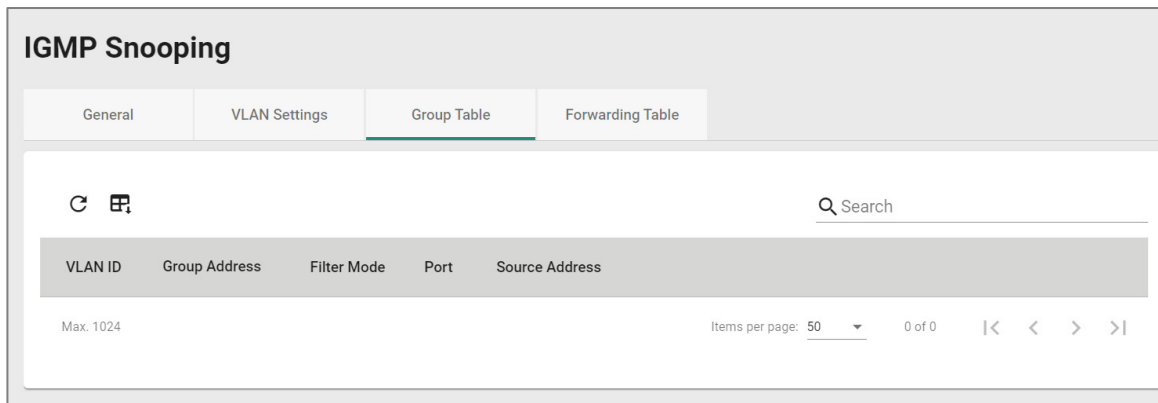 IGMP Snooping
General VLAN Settings Group Table Forwarding Table
Search
VLAN ID Group Address Filter Mode Port Source Address
Max. 1024 Items per page: 50 0 of 0